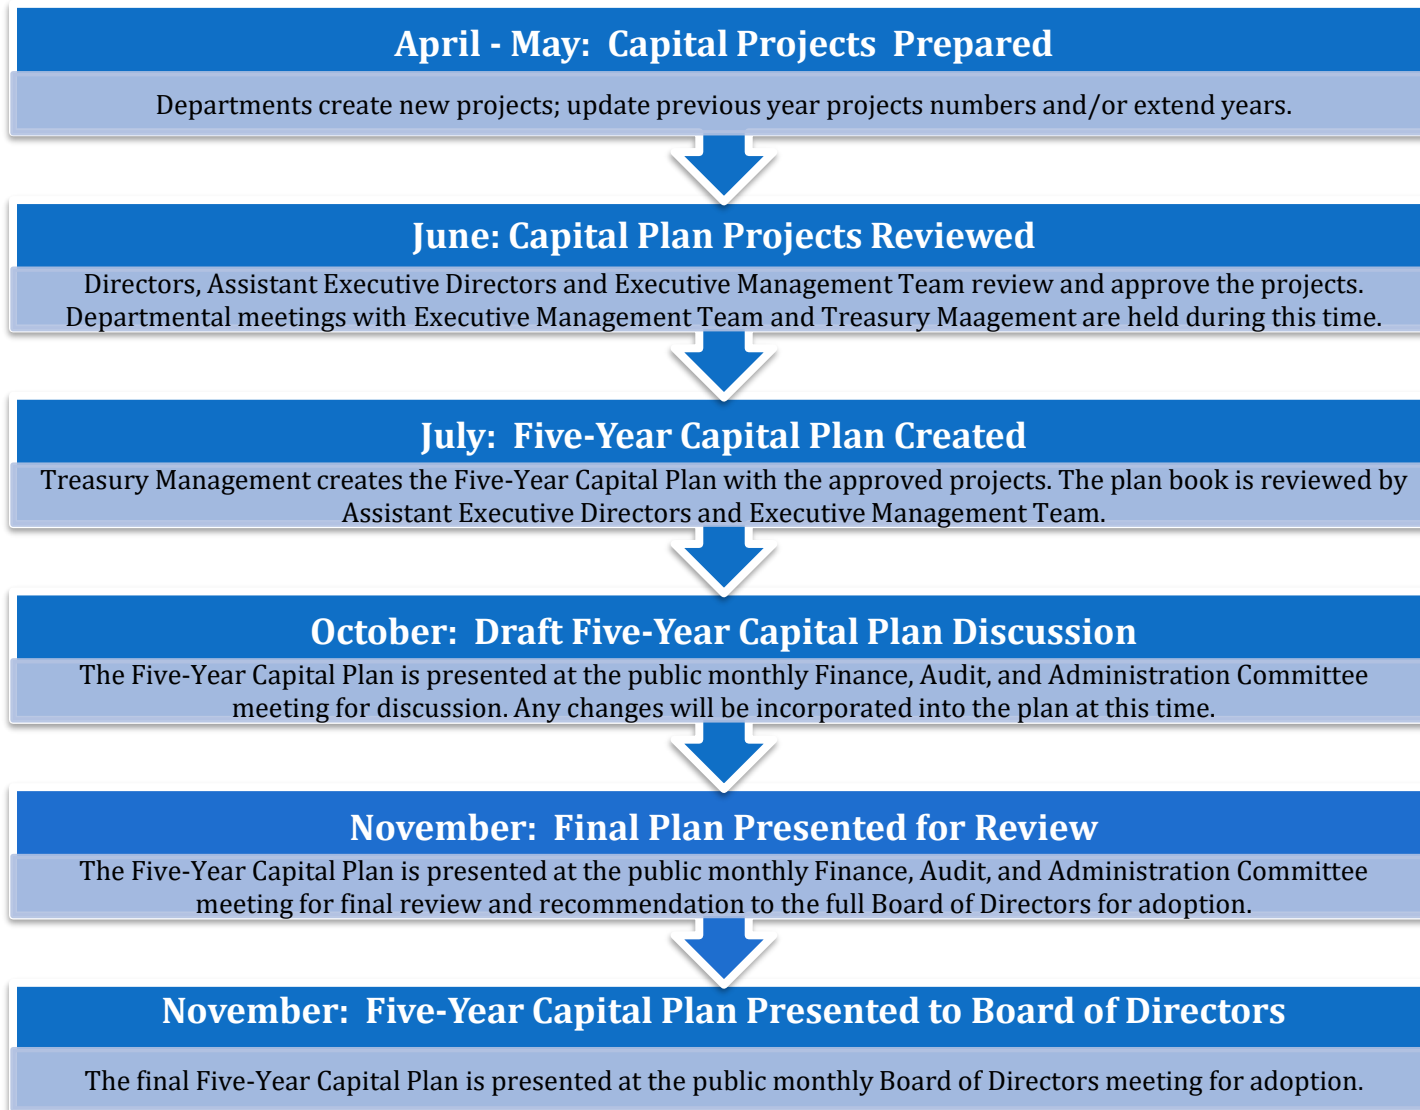 April - May:  Capital Projects  Prepared
Departments create new projects; update previous year projects numbers and/or extend years.
June: Capital Plan Projects Reviewed
Directors, Assistant Executive Directors and Executive Management Team review and approve the projects.
Departmental meetings with Executive Management Team and Treasury Maagement are held during this time.
July:  Five-Year Capital Plan Created
Treasury Management creates the Five-Year Capital Plan with the approved projects. The plan book is reviewed by
Assistant Executive Directors and Executive Management Team.
October:  Draft Five-Year Capital Plan Discussion
The Five-Year Capital Plan is presented at the public monthly Finance, Audit, and Administration Committee
meeting for discussion. Any changes will be incorporated into the plan at this time.
November:  Final Plan Presented for Review
The Five-Year Capital Plan is presented at the public monthly Finance, Audit, and Administration Committee
meeting for final review and recommendation to the full Board of Directors for adoption.
November:  Five-Year Capital Plan Presented to Board of Directors
The final Five-Year Capital Plan is presented at the public monthly Board of Directors meeting for adoption.